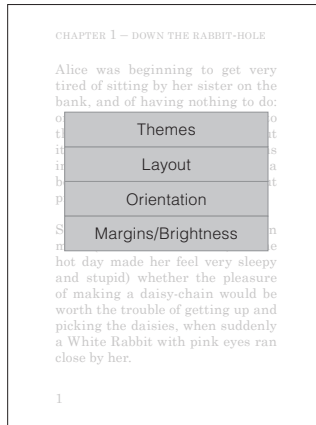 CHAPTER 1 – DOWN THE RABBIT-HOLE
Alice was beginning to get very
tired of sitting by her sister on the
bank, and of having nothing to do:
Themes
Layout
Orientation
Margins/Brightness
hot day made her feel very sleepy
and stupid) whether the pleasure
of making a daisy-chain would be
worth the trouble of getting up and
picking the daisies, when suddenly
a White Rabbit with pink eyes ran
close by her.
1